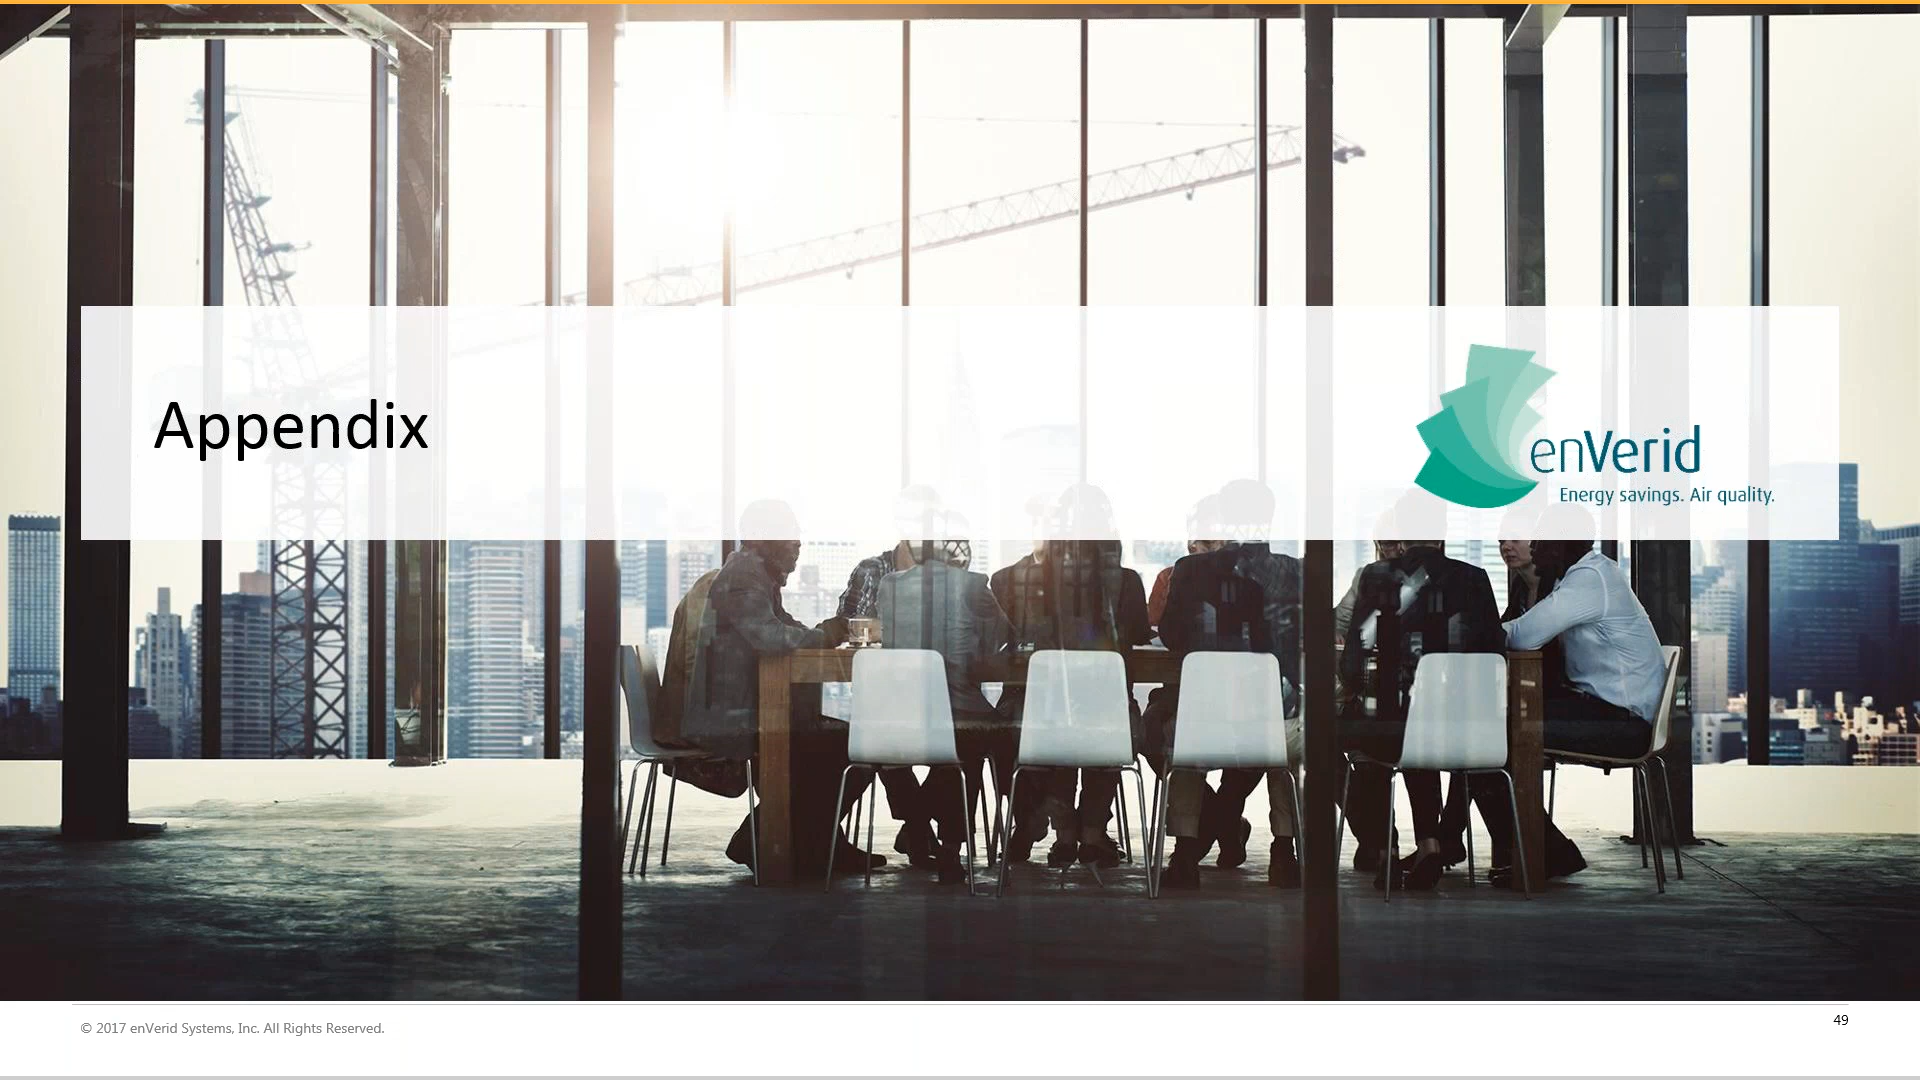 Appendix
enVerid
Energy savings. Air quality.
© 2017 enVerid Systems, Inc. All Rights Reserved.
49